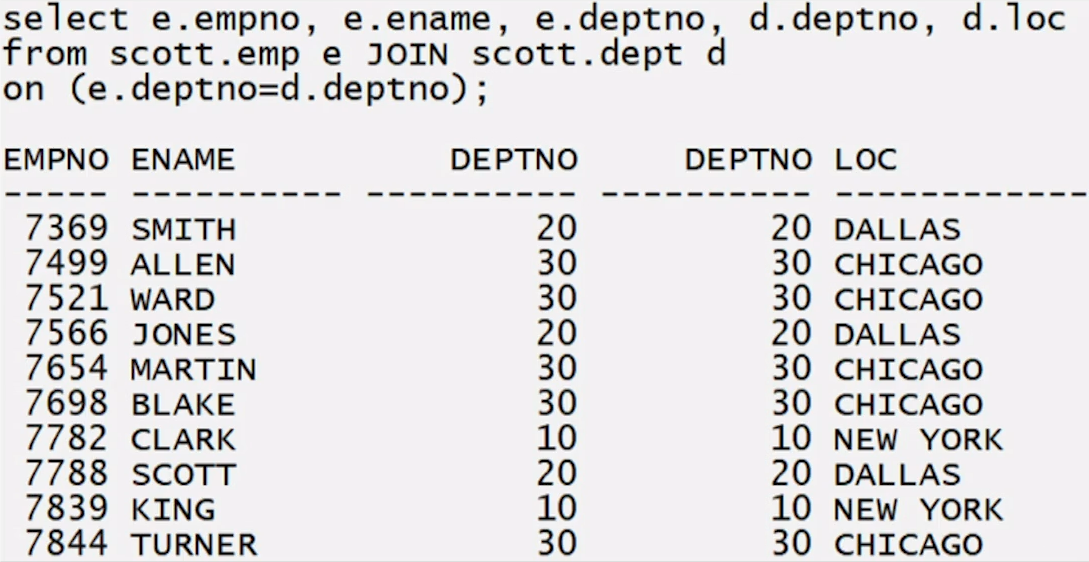 select e.empno, e.ename, e.deptno, d.deptno, d.loc
from scott.emp e JOIN scott.dept d
on (e.deptno=d.deptno);
EMPNO ENAME          DEPTNO     DEPTNO LOC
----- ---------- ---------- ---------- ------------
 7369 SMITH              20         20 DALLAS
 7499 ALLEN              30         30 CHICAGO
 7521 WARD               30         30 CHICAGO
 7566 JONES              20         20 DALLAS
 7654 MARTIN             30         30 CHICAGO
 7698 BLAKE              30         30 CHICAGO
 7782 CLARK              10         10 NEW YORK
 7788 SCOTT              20         20 DALLAS
 7839 KING               10         10 NEW YORK
 7844 TURNER             30         30 CHICAGO